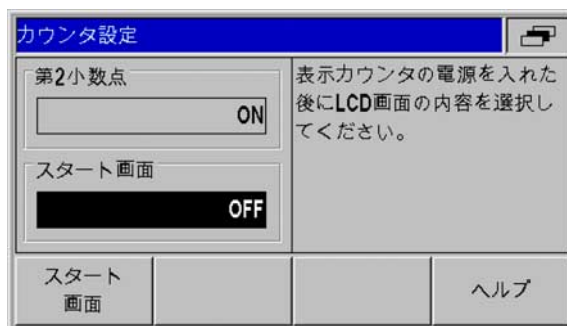 カウンタ設定
第2小数点
ON
スタート画面
OFF
表示カウンタの電源を入れた
後にLCD画面の内容を選択し
てください。
スタート
画面
ヘルプ